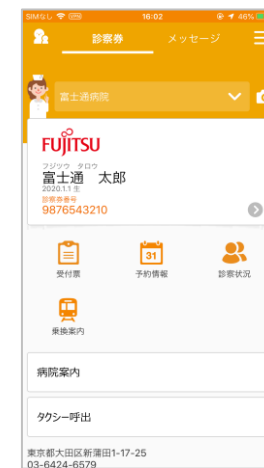 SIMなし 16:02 46%
診察券 メッセージ
富士通病院
FUJITSU
フジツウ タロウ
富士通 太郎
2020.1.1 生
診察券番号
9876543210
受付票 31 予約情報 診察状況
乗換案内
病院案内
タクシー呼出
東京都大田区新蒲田1-17-25
03-6424-6579